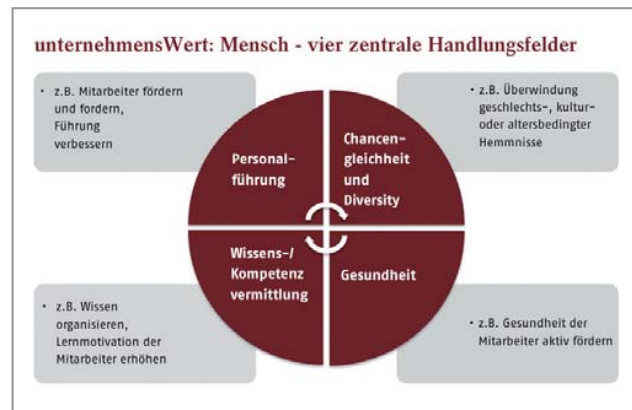 unternehmensWert: Mensch - vier zentrale Handlungsfelder
• z.B. Mitarbeiter fördern
und fordern,
Führung
verbessern
• z.B. Überwindung
geschlechts-, kultur-
oder altersbedingter
Hemmnisse
Personal-
führung
Chancen-
gleichheit
und
Diversity
Wissens-/
Kompetenz
vermittlung
Gesundheit
• z.B. Wissen
organisieren,
Lernmotivation der
Mitarbeiter erhöhen
• z.B. Gesundheit der
Mitarbeiter aktiv fördern